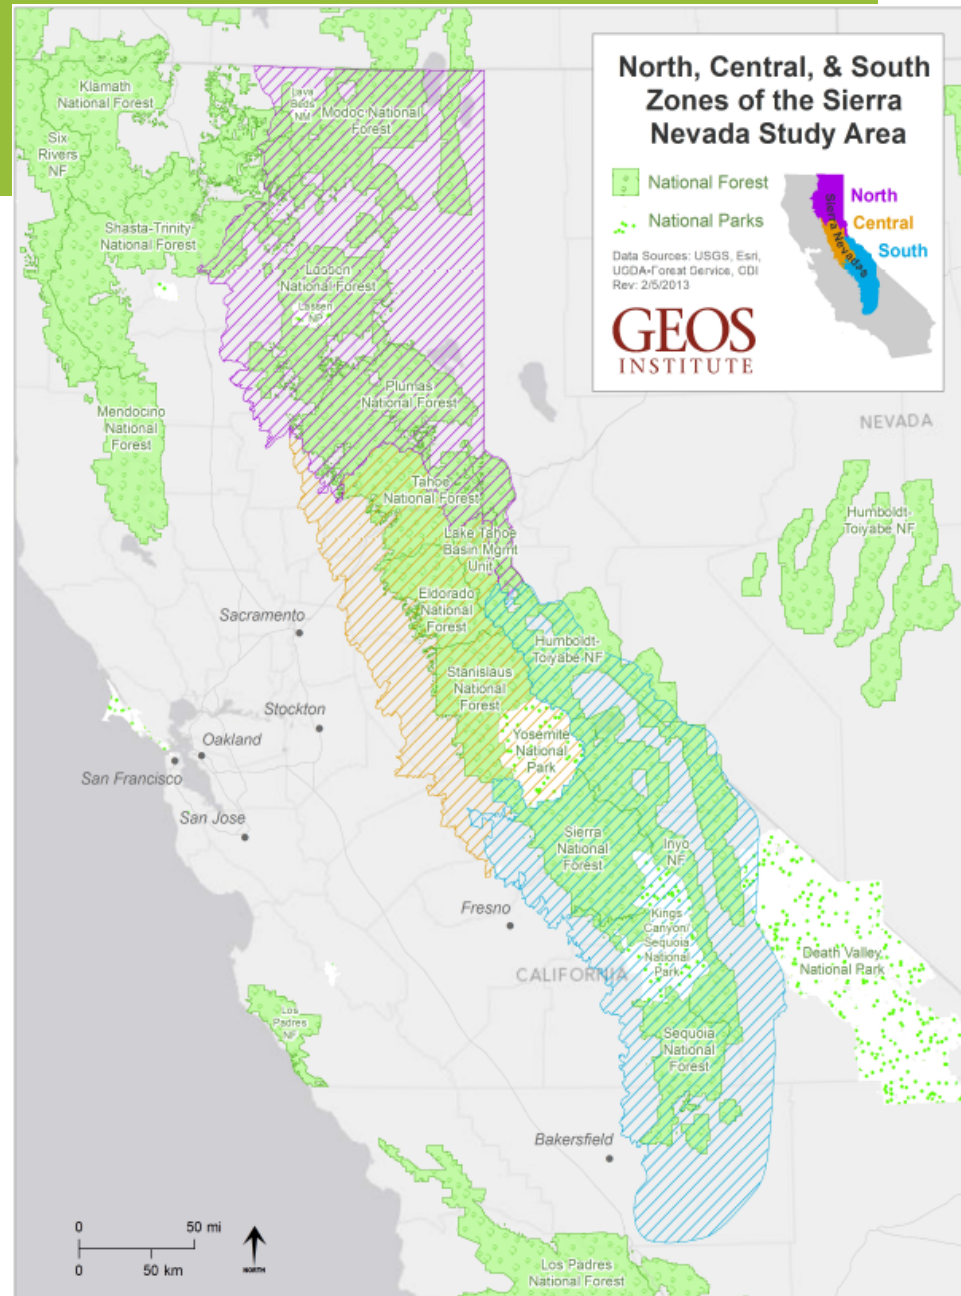 North, Central, & South
Zones of the Sierra
Nevada Study Area
National Forest
National Parks
Data Sources: USGS, Esri,
USDA-Forest Service, CDI
Rev: 2/5/2013
GEOS
INSTITUTE
North
Central
South
Sierra Nevadas
Klamath
National Forest
Six
Rivers
NF
Lava
Beds
NM
Modoc National
Forest
Shasta-Trinity
National Forest
Lassen
National Forest
Lassen
NP
Plumas
National Forest
Mendocino
National
Forest
NEVADA
Tahoe
National Forest
Lake Tahoe
Basin Mgmt
Unit
Humboldt-
Toiyabe NF
Eldorado
National
Forest
Sacramento
Humboldt-
Toiyabe NF
Stanislaus
National
Forest
Stockton
Oakland
San Francisco
Yosemite
National
Park
San Jose
Sierra
National
Forest
Inyo
NF
Fresno
Kings
Canyon/
Sequoia
National
Park
CALIFORNIA
Death Valley
National Park
Los
Padres
NF
Sequoia
National
Forest
Bakersfield
0 50 mi
0 50 km
NORTH
Los Padres
National Forest